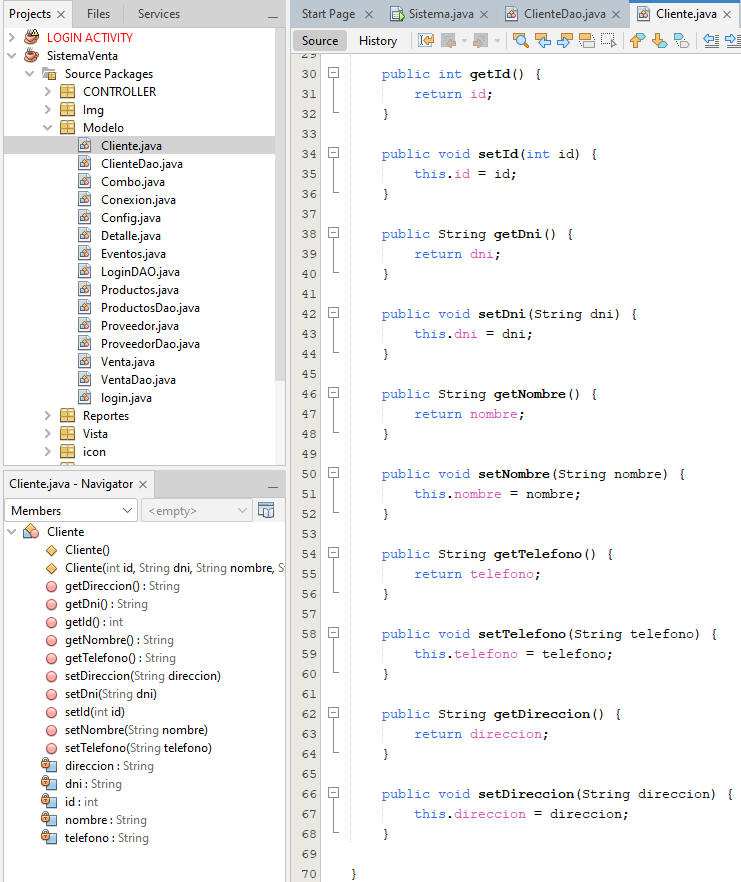 Projects
Files
Services
LOGIN ACTIVITY
SistemaVenta
Source Packages
CONTROLLER
Img
Modelo
Cliente.java
ClienteDao.java
Combo.java
Conexion.java
Config.java
Detalle.java
Eventos.java
LoginDAO.java
Productos.java
ProductosDao.java
Proveedor.java
ProveedorDao.java
Venta.java
VentaDao.java
login.java
Reportes
Vista
icon
Cliente.java - Navigator
Members
<empty>
Cliente
Cliente()
Cliente(int id, String dni, String nombre, S
getDireccion() : String
getDni() : String
getId() : int
getNombre() : String
getTelefono() : String
setDireccion(String direccion)
setDni(String dni)
setId(int id)
setNombre(String nombre)
setTelefono(String telefono)
direccion : String
dni : String
id : int
nombre : String
telefono : String
Start Page
Sistema.java
ClienteDao.java
Cliente.java
Source
History
29
30 public int getId() {
31 return id;
32 }
33
34 public void setId(int id) {
35 this.id = id;
36 }
37
38 public String getDni() {
39 return dni;
40 }
41
42 public void setDni(String dni) {
43 this.dni = dni;
44 }
45
46 public String getNombre() {
47 return nombre;
48 }
49
50 public void setNombre(String nombre) {
51 this.nombre = nombre;
52 }
53
54 public String getTelefono() {
55 return telefono;
56 }
57
58 public void setTelefono(String telefono) {
59 this.telefono = telefono;
60 }
61
62 public String getDireccion() {
63 return direccion;
64 }
65
66 public void setDireccion(String direccion) {
67 this.direccion = direccion;
68 }
69
70 }